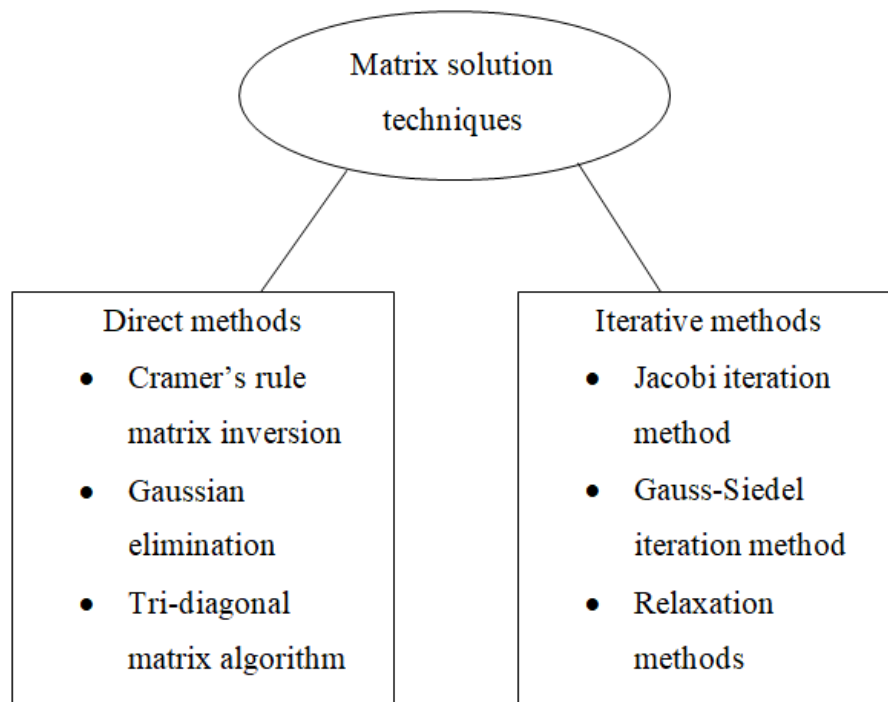 Matrix solution
techniques
Direct methods
● Cramer’s rule
matrix inversion
● Gaussian
elimination
● Tri-diagonal
matrix algorithm
Iterative methods
● Jacobi iteration
method
● Gauss-Siedel
iteration method
● Relaxation
methods